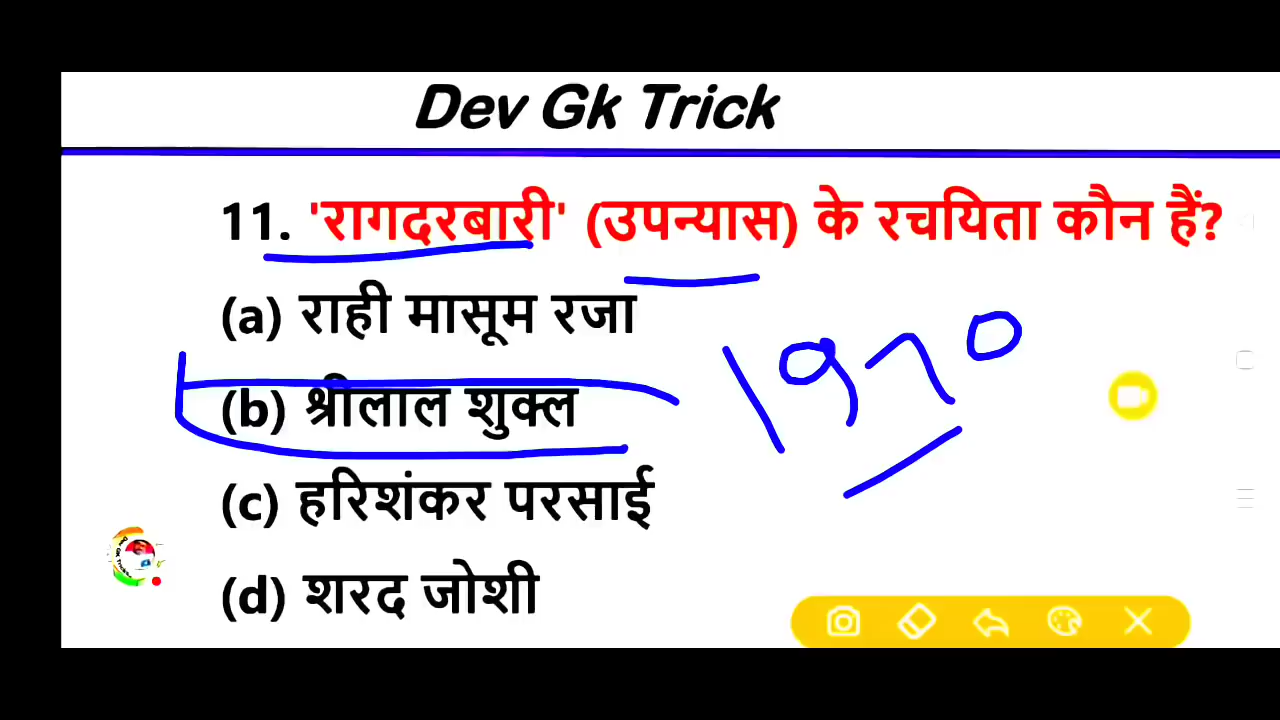 Dev Gk Trick
11. 'रागदरबारी' (उपन्यास) के रचयिता कौन हैं?
(a) राही मासूम रजा
(b) श्रीलाल शुक्ल
1970
(c) हरिशंकर परसाई
(d) शरद जोशी